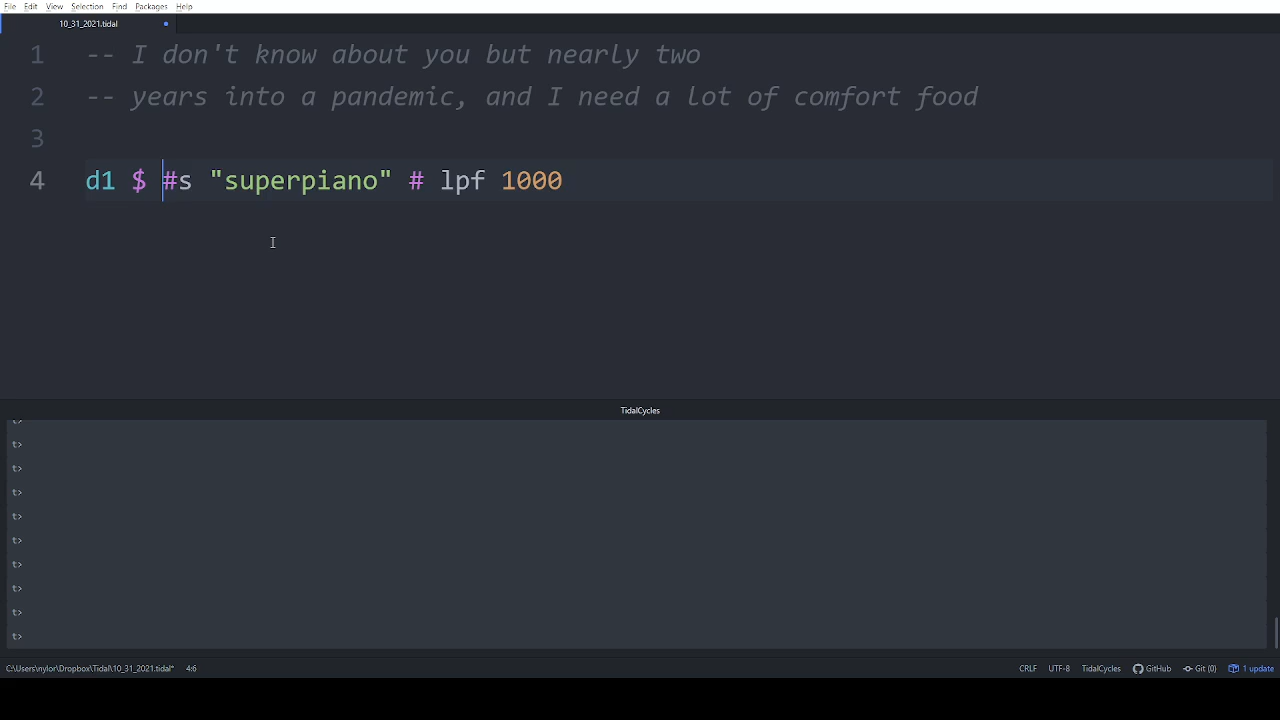 File Edit View Selection Find Packages Help
10_31_2021.tidal
1 -- I don't know about you but nearly two
2 -- years into a pandemic, and I need a lot of comfort food
3
4 d1 $ #s "superpiano" # lpf 1000
TidalCycles
t>
t>
t>
t>
t>
t>
t>
t>
t>
t>
C:\Users\nylor\Dropbox\Tidal\10_31_2021.tidal* 4:6 CRLF UTF-8 TidalCycles GitHub Git (0) 1 update